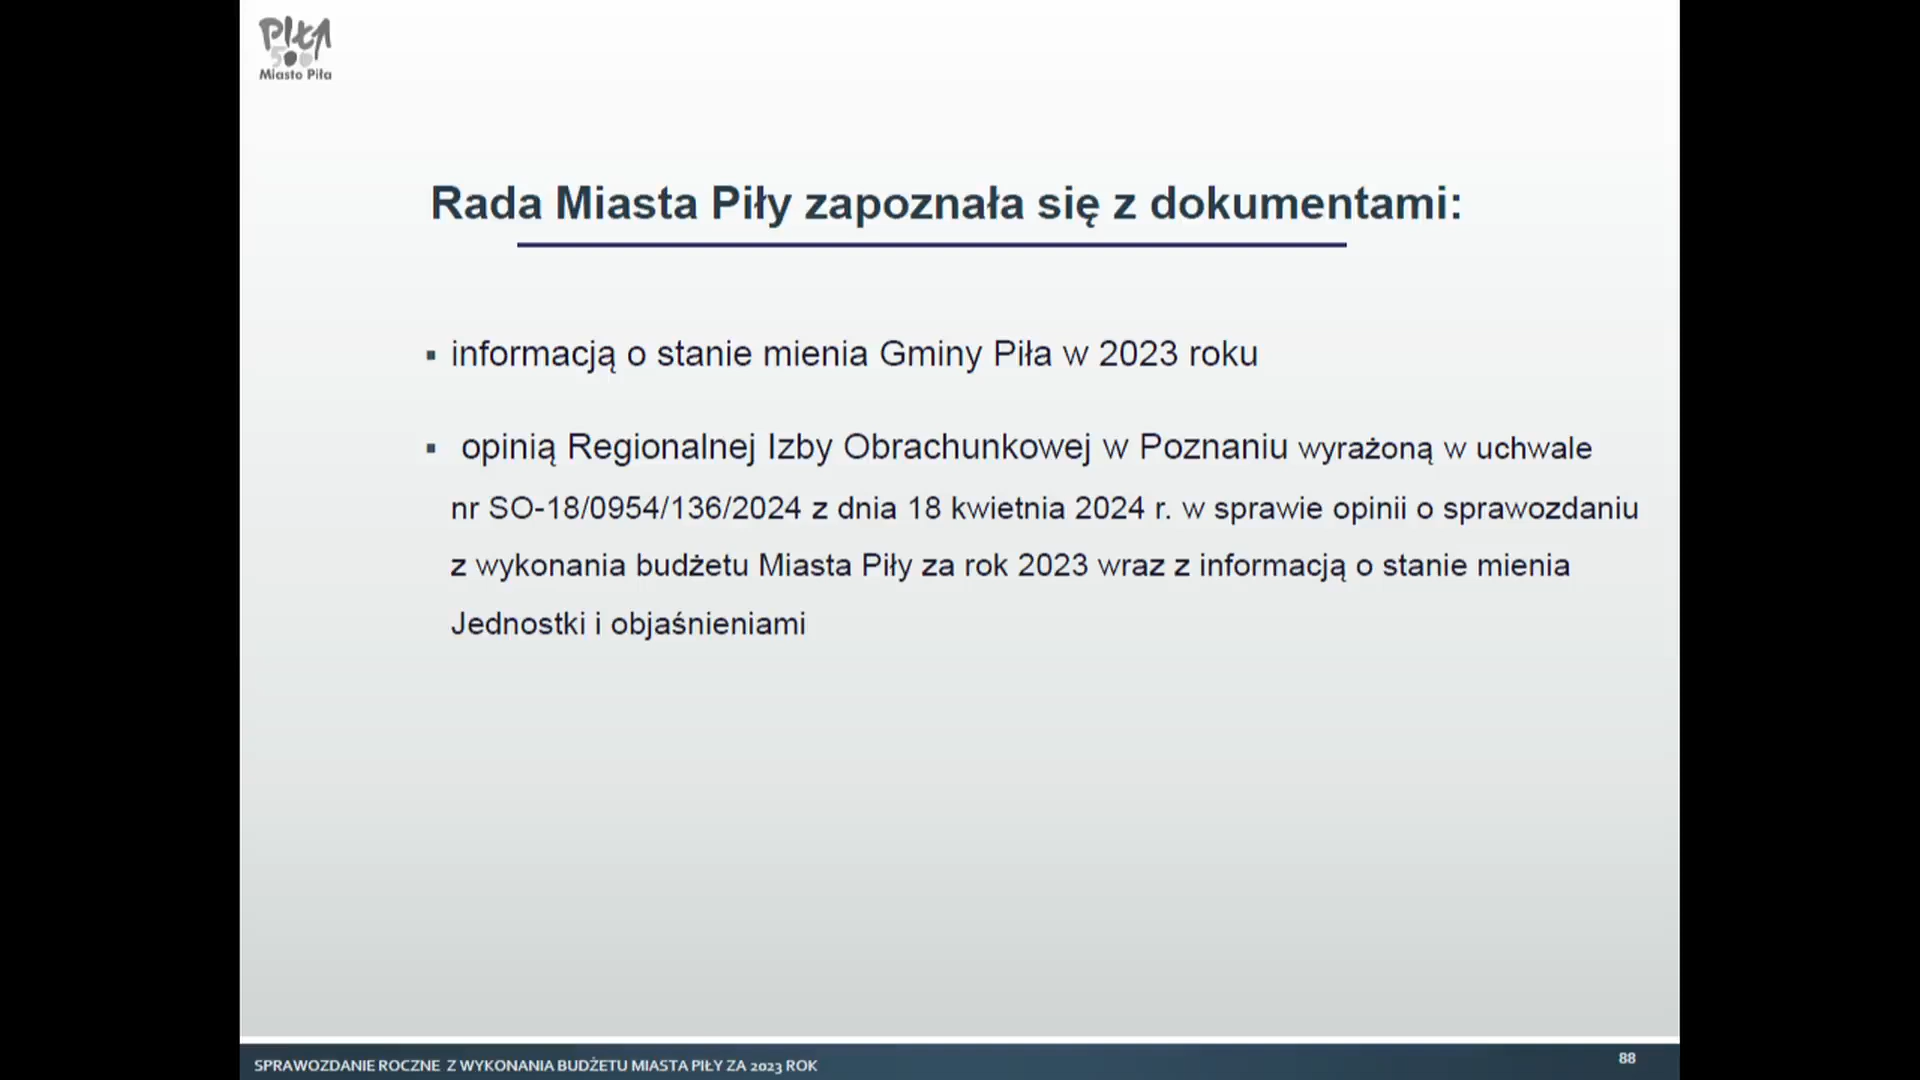 PIŁA
500
Miasto Piła
Rada Miasta Piły zapoznała się z dokumentami:
▪ informacją o stanie mienia Gminy Piła w 2023 roku
▪ opinią Regionalnej Izby Obrachunkowej w Poznaniu wyrażoną w uchwale
nr SO-18/0954/136/2024 z dnia 18 kwietnia 2024 r. w sprawie opinii o sprawozdaniu
z wykonania budżetu Miasta Piły za rok 2023 wraz z informacją o stanie mienia
Jednostki i objaśnieniami
SPRAWOZDANIE ROCZNE Z WYKONANIA BUDŻETU MIASTA PIŁY ZA 2023 ROK
88